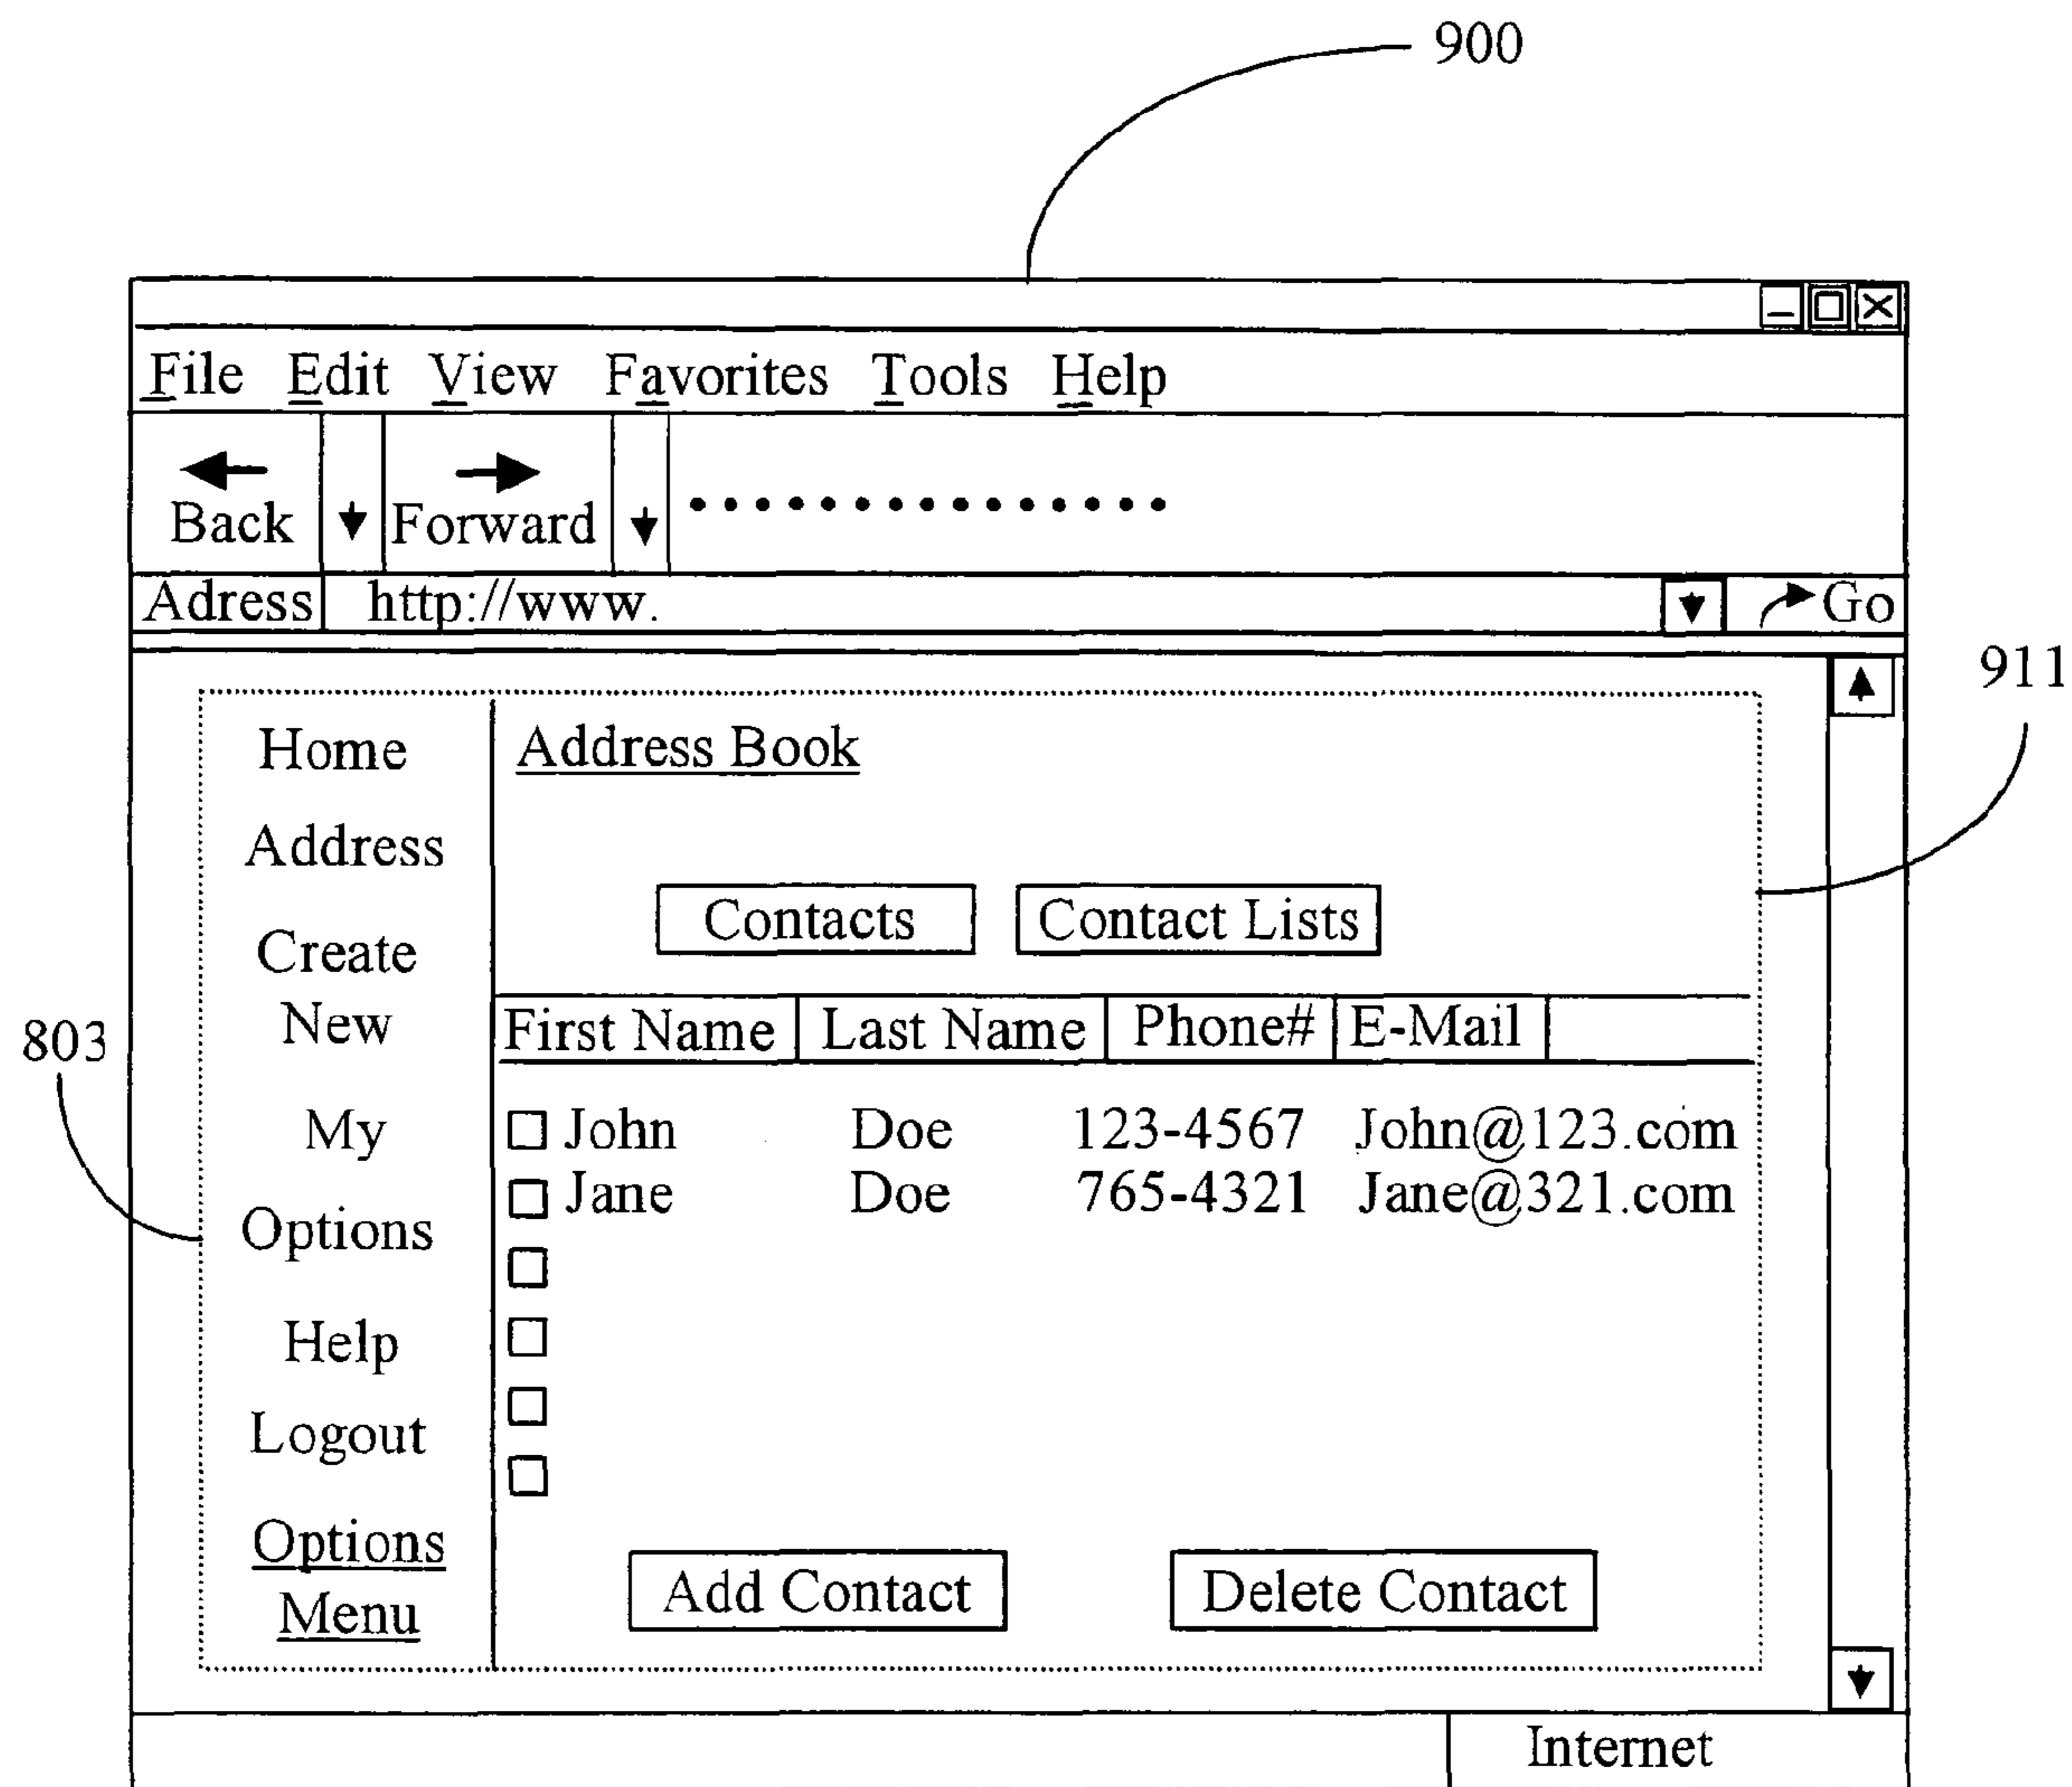 900
File Edit View Favorites Tools Help
Back Forward
Adress http://www. Go
911
Home
Address
Create
New
My
Options
Help
Logout
Options
Menu
803
Address Book
Contacts Contact Lists
First Name Last Name Phone# E-Mail
John Doe 123-4567 John@123.com
Jane Doe 765-4321 Jane@321.com
Add Contact Delete Contact
Internet